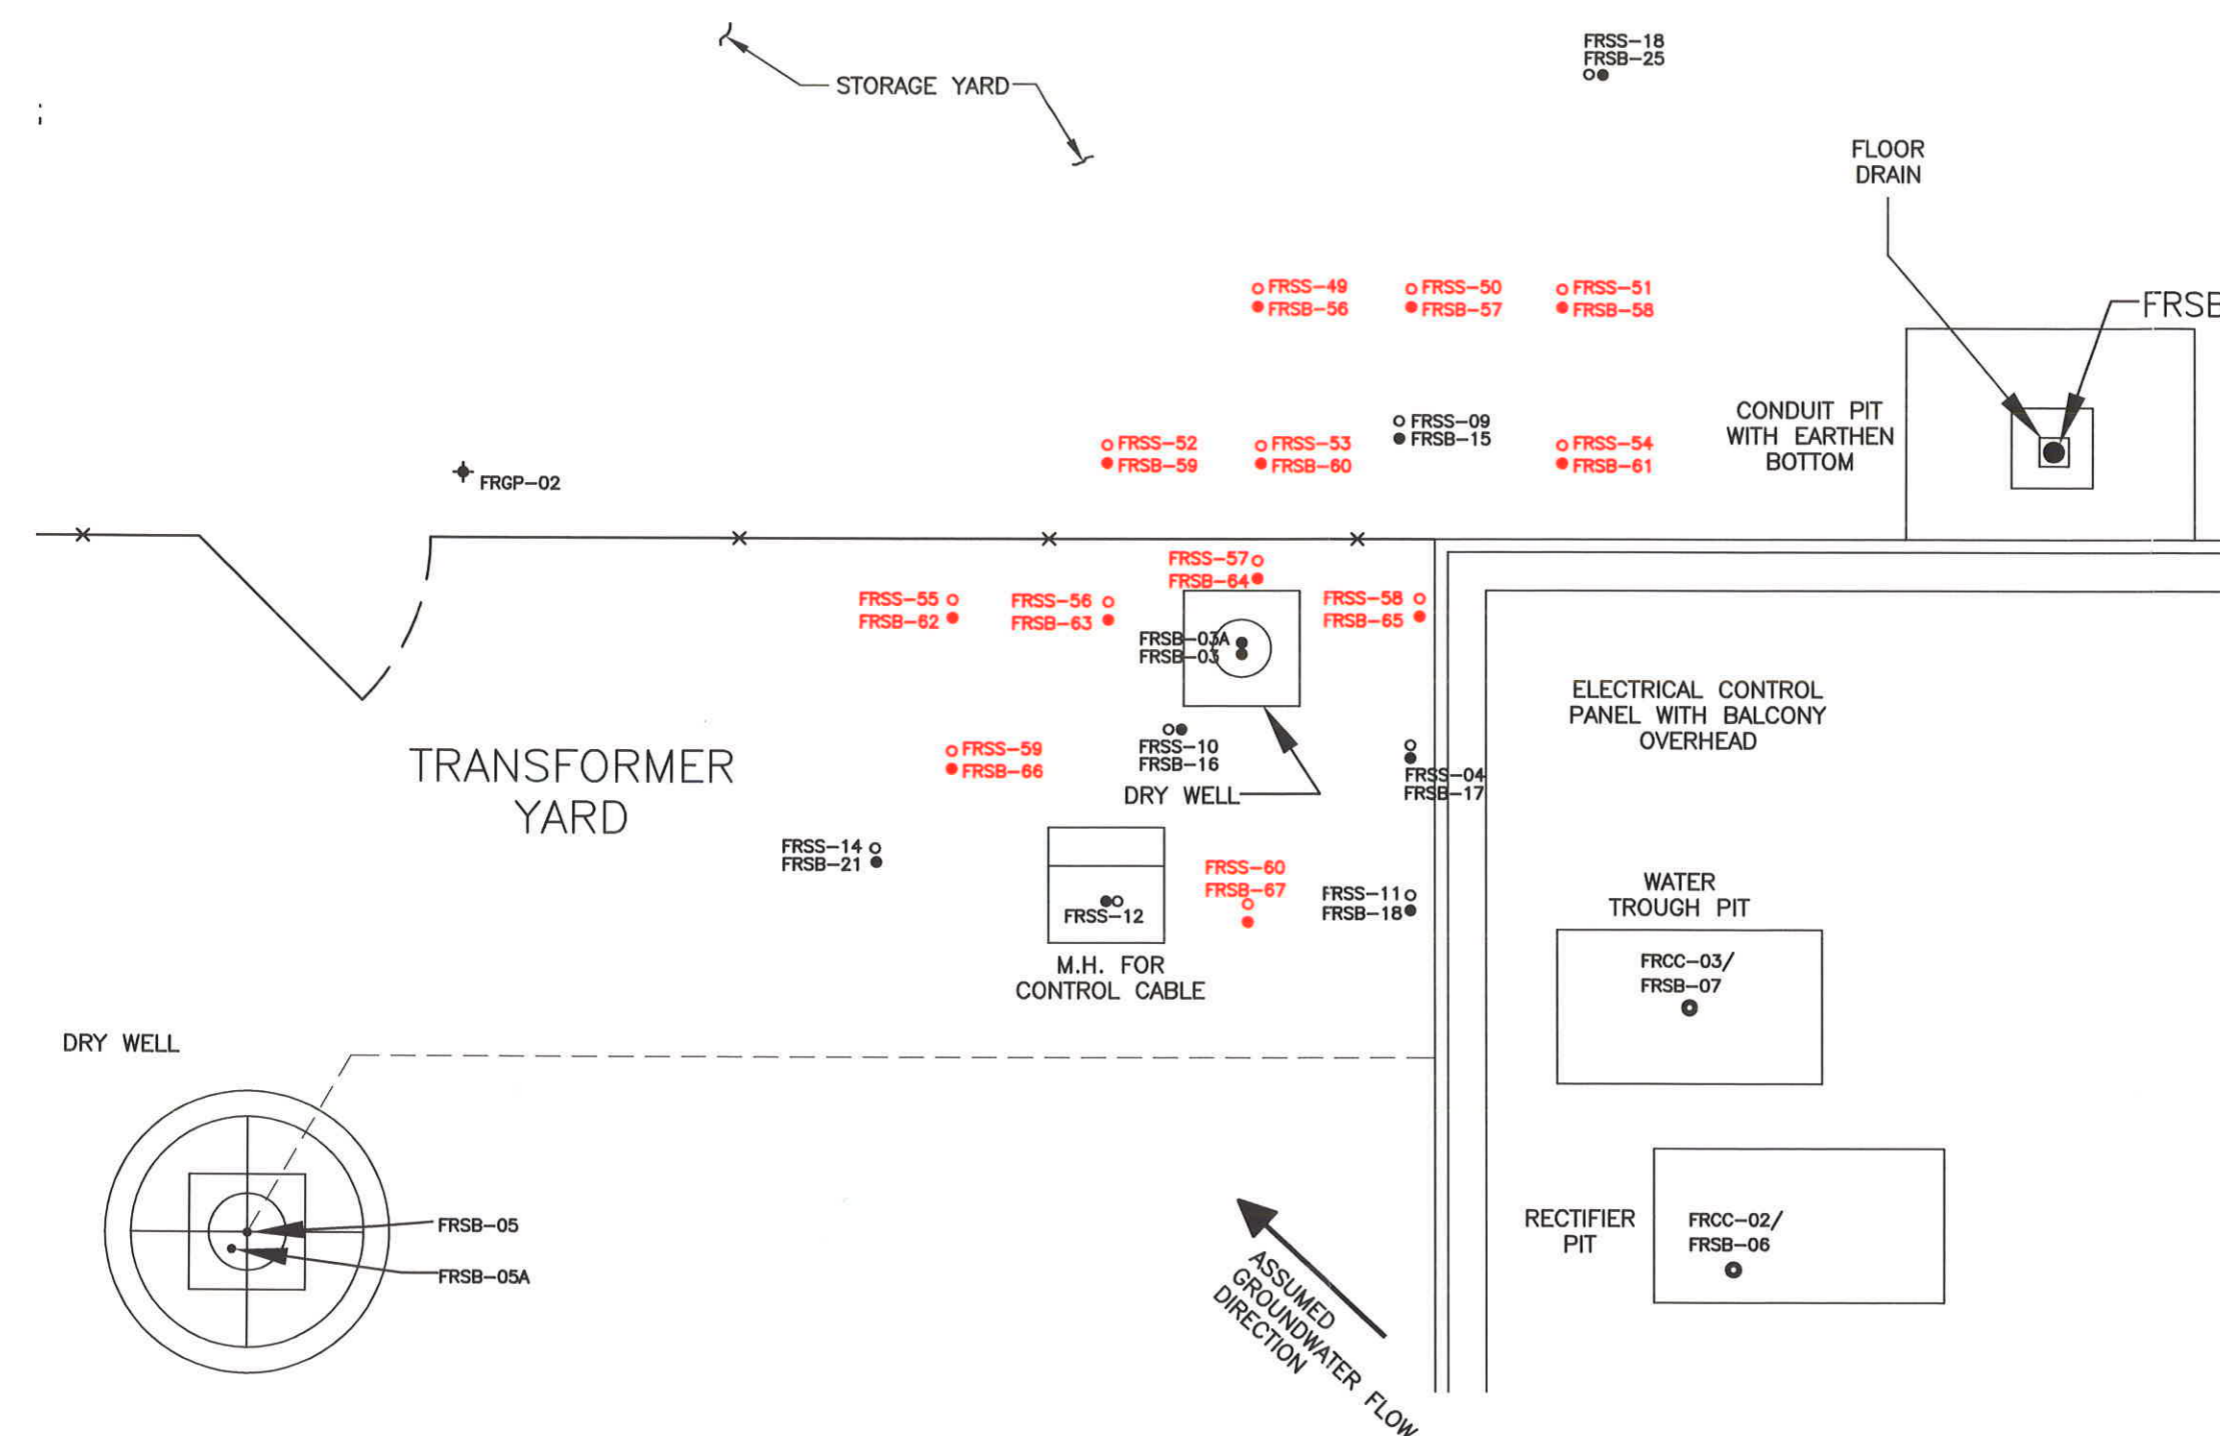 FRSS-18
FRSB-25
STORAGE YARD
FLOOR
DRAIN
FRSS-49
FRSB-56
FRSS-50
FRSB-57
FRSS-51
FRSB-58
FRSB
CONDUIT PIT
WITH EARTHEN
BOTTOM
FRSS-52
FRSB-59
FRSS-53
FRSB-60
FRSS-09
FRSB-15
FRSS-54
FRSB-61
FRGP-02
FRSS-57
FRSB-64
FRSS-55
FRSB-62
FRSS-56
FRSB-63
FRSS-58
FRSB-65
FRSB-03A
FRSB-03
ELECTRICAL CONTROL
PANEL WITH BALCONY
OVERHEAD
TRANSFORMER
YARD
FRSS-59
FRSB-66
FRSS-10
FRSB-16
DRY WELL
FRSS-04
FRSB-17
FRSS-14
FRSB-21
FRSS-60
FRSB-67
FRSS-11
FRSB-18
FRSS-12
M.H. FOR
CONTROL CABLE
WATER
TROUGH PIT
FRCC-03/
FRSB-07
DRY WELL
FRSB-05
FRSB-05A
RECTIFIER
PIT
FRCC-02/
FRSB-06
ASSUMED
GROUNDWATER FLOW
DIRECTION